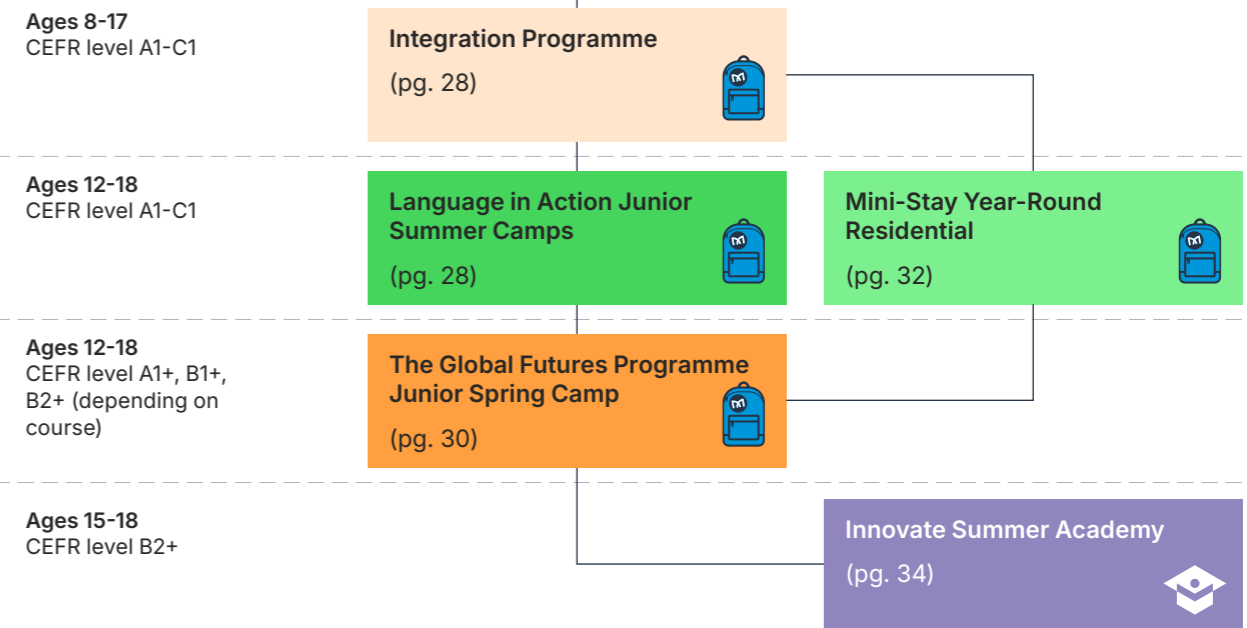 Ages 8-17
CEFR level A1-C1
Integration Programme
(pg. 28)
Ages 12-18
CEFR level A1-C1
Language in Action Junior
Summer Camps
(pg. 28)
Mini-Stay Year-Round
Residential
(pg. 32)
Ages 12-18
CEFR level A1+, B1+,
B2+ (depending on
course)
The Global Futures Programme
Junior Spring Camp
(pg. 30)
Ages 15-18
CEFR level B2+
Innovate Summer Academy
(pg. 34)